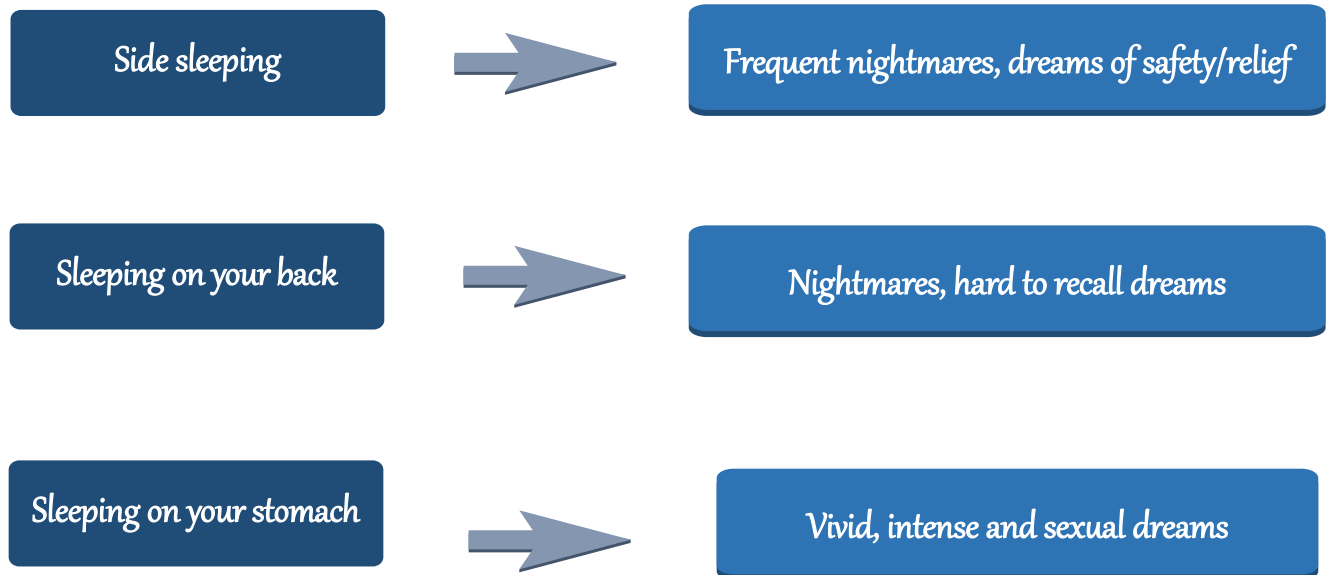 Side sleeping
Frequent nightmares, dreams of safety/relief
Sleeping on your back
Nightmares, hard to recall dreams
Sleeping on your stomach
Vivid, intense and sexual dreams